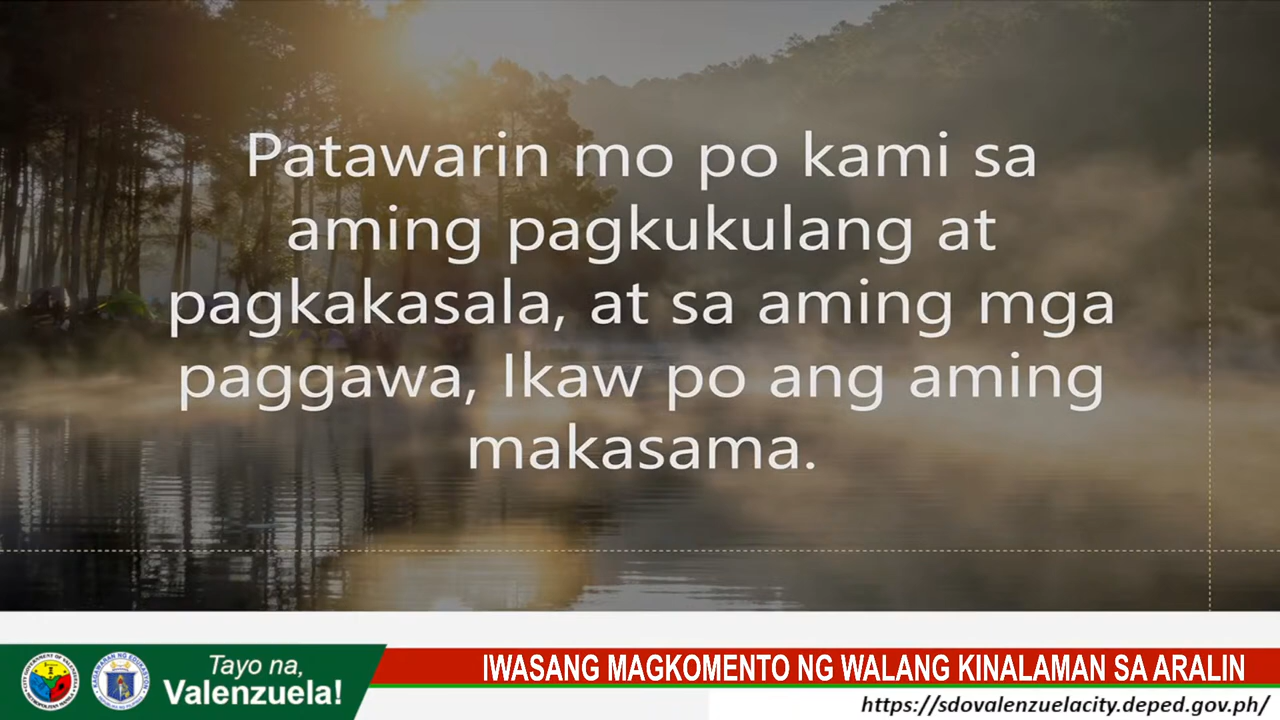 Patawarin mo po kami sa
aming pagkukulang at
pagkakasala, at sa aming mga
paggawa, Ikaw po ang aming
makasama.
Tayo na,
Valenzuela!
IWASANG MAGKOMENTO NG WALANG KINALAMAN SA ARALIN
https://sdovalenzuelacity.deped.gov.ph/